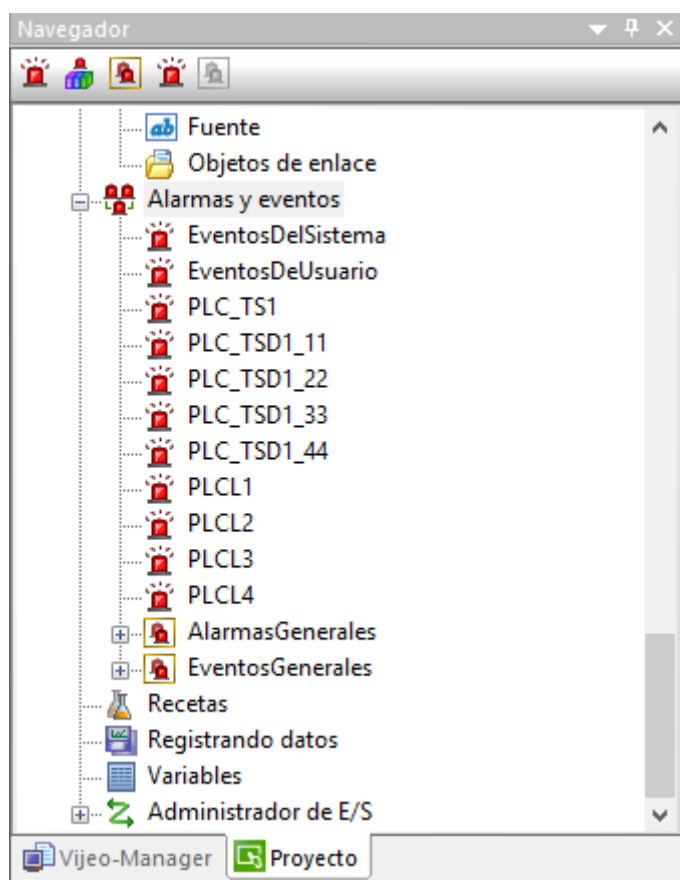 Navegador
ab Fuente
Objetos de enlace
Alarmas y eventos
EventosDelSistema
EventosDeUsuario
PLC_TS1
PLC_TSD1_11
PLC_TSD1_22
PLC_TSD1_33
PLC_TSD1_44
PLCL1
PLCL2
PLCL3
PLCL4
AlarmasGenerales
EventosGenerales
Recetas
Registrando datos
Variables
Administrador de E/S
Vijeo-Manager Proyecto